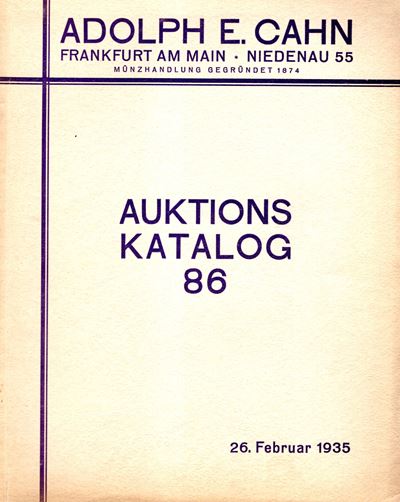 ADOLPH E. CAHN
FRANKFURT AM MAIN · NIEDENAU 55
MÜNZHANDLUNG GEGRÜNDET 1874
AUKTIONS
KATALOG
86
26. Februar 1935